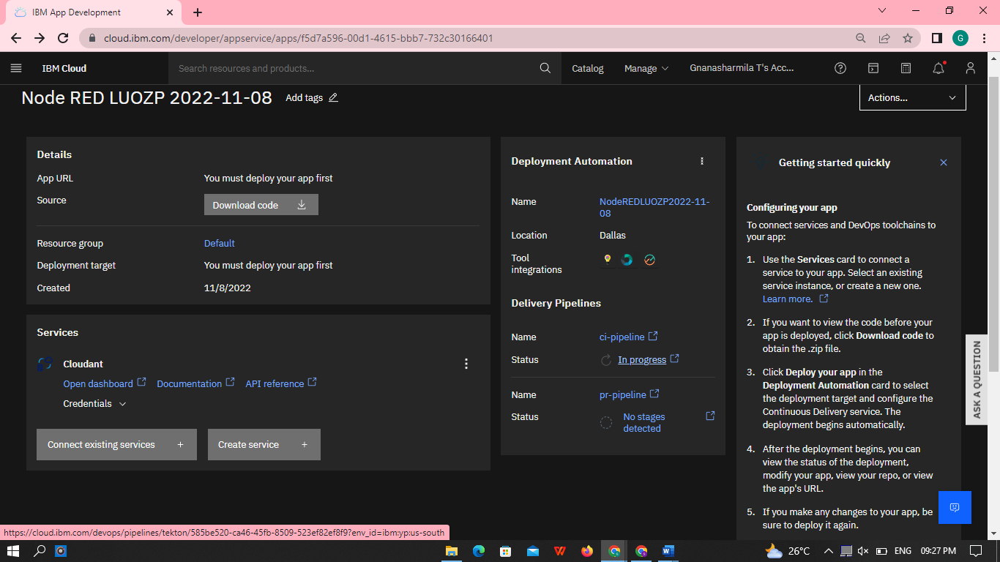 IBM App Development
cloud.ibm.com/developer/appservice/apps/f5d7a596-00d1-4615-bbb7-732c30166401
G
IBM Cloud
Search resources and products...
Catalog
Manage
Gnanasharmila T's Acc...
Node RED LUOZP 2022-11-08
Add tags
Actions...
Details
App URL
You must deploy your app first
Source
Download code
Resource group
Default
Deployment target
You must deploy your app first
Created
11/8/2022
Services
Cloudant
Open dashboard
Documentation
API reference
Credentials
Connect existing services +
Create service +
Deployment Automation
Name
NodeREDLUOZP2022-11-
08
Location
Dallas
Tool
integrations
Delivery Pipelines
Name
ci-pipeline
Status
In progress
Name
pr-pipeline
Status
No stages
detected
Getting started quickly
Configuring your app
To connect services and DevOps toolchains to
your app:
1. Use the Services card to connect a
service to your app. Select an existing
service instance, or create a new one.
Learn more.
2. If you want to view the code before your
app is deployed, click Download code to
obtain the .zip file.
3. Click Deploy your app in the
Deployment Automation card to select
the deployment target and configure the
Continuous Delivery service. The
deployment begins automatically.
4. After the deployment begins, you can
view the status of the deployment,
modify your app, view your repo, or view
the app's URL.
5. If you make any changes to your app, be
sure to deploy it again.
ASK A QUESTION
https://cloud.ibm.com/devops/pipelines/tekton/585be520-ca46-45fb-8509-523ef82ef8f9?env_id=ibm:yp:us-south
26°C
ENG
09:27 PM